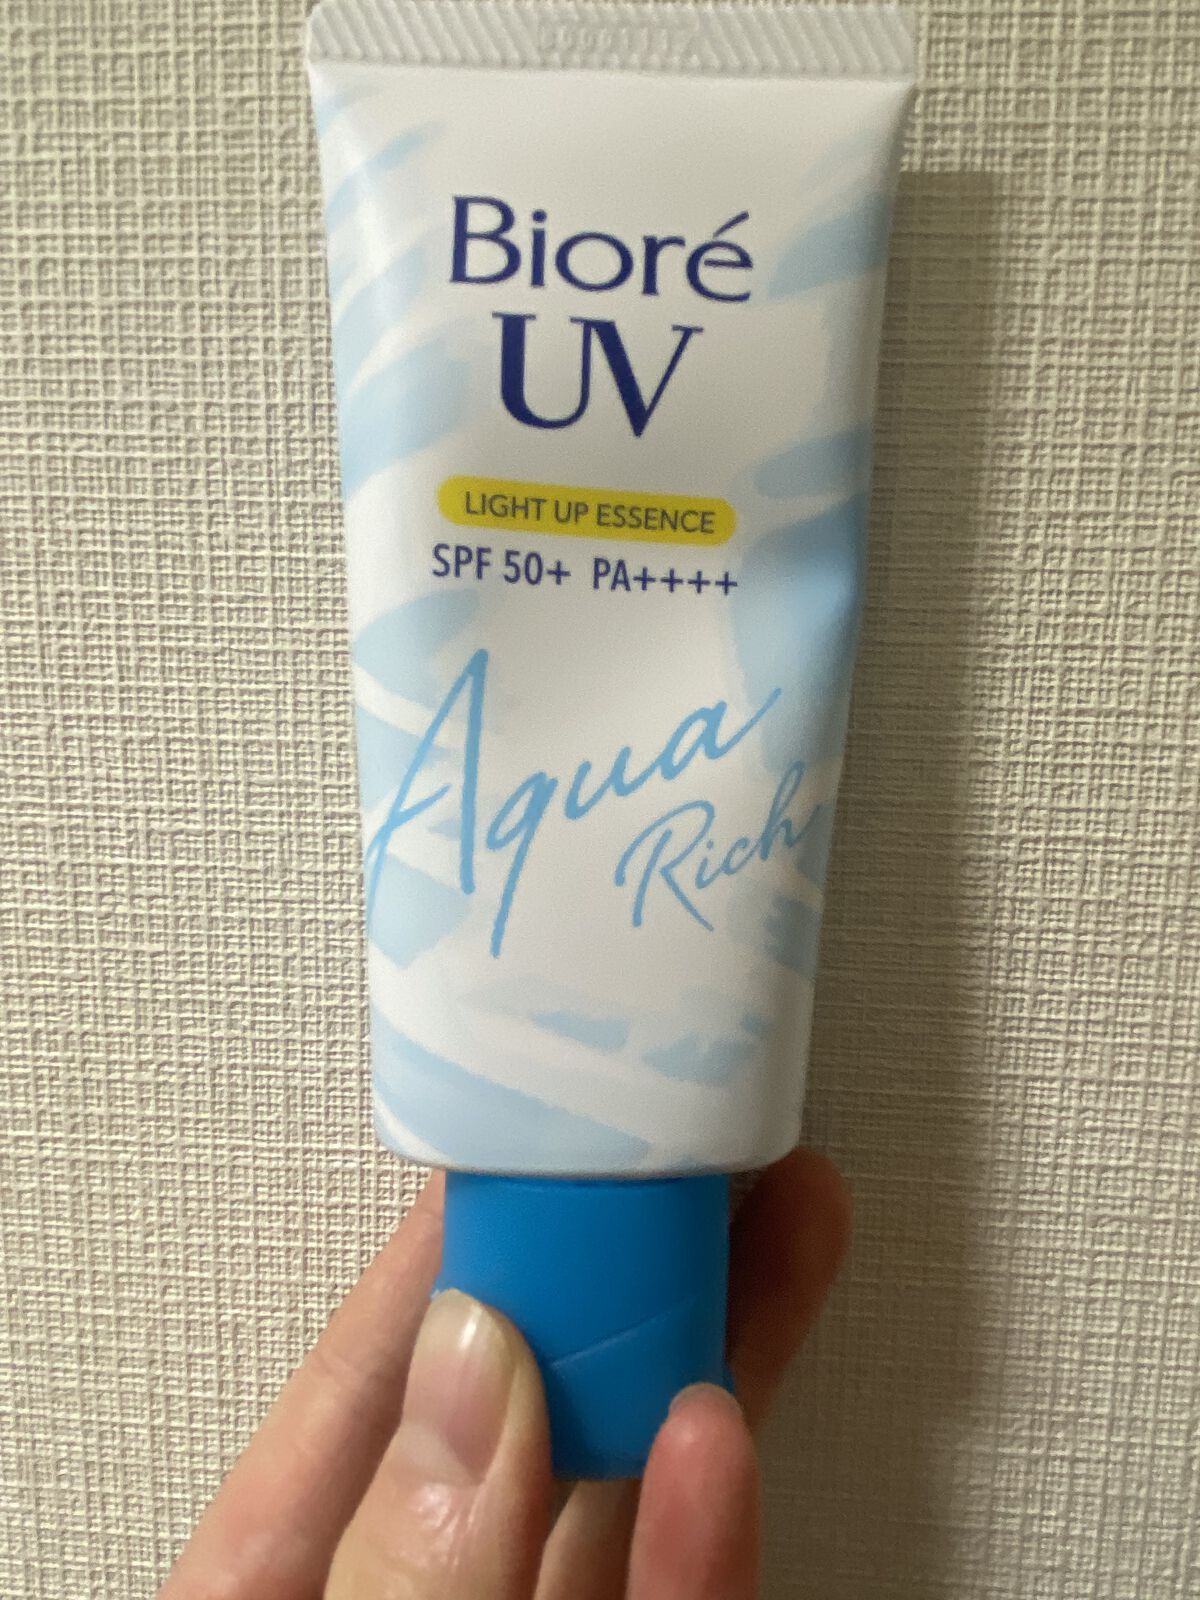 Bioré
UV
LIGHT UP ESSENCE
SPF 50+ PA++++
Aqua
Rich